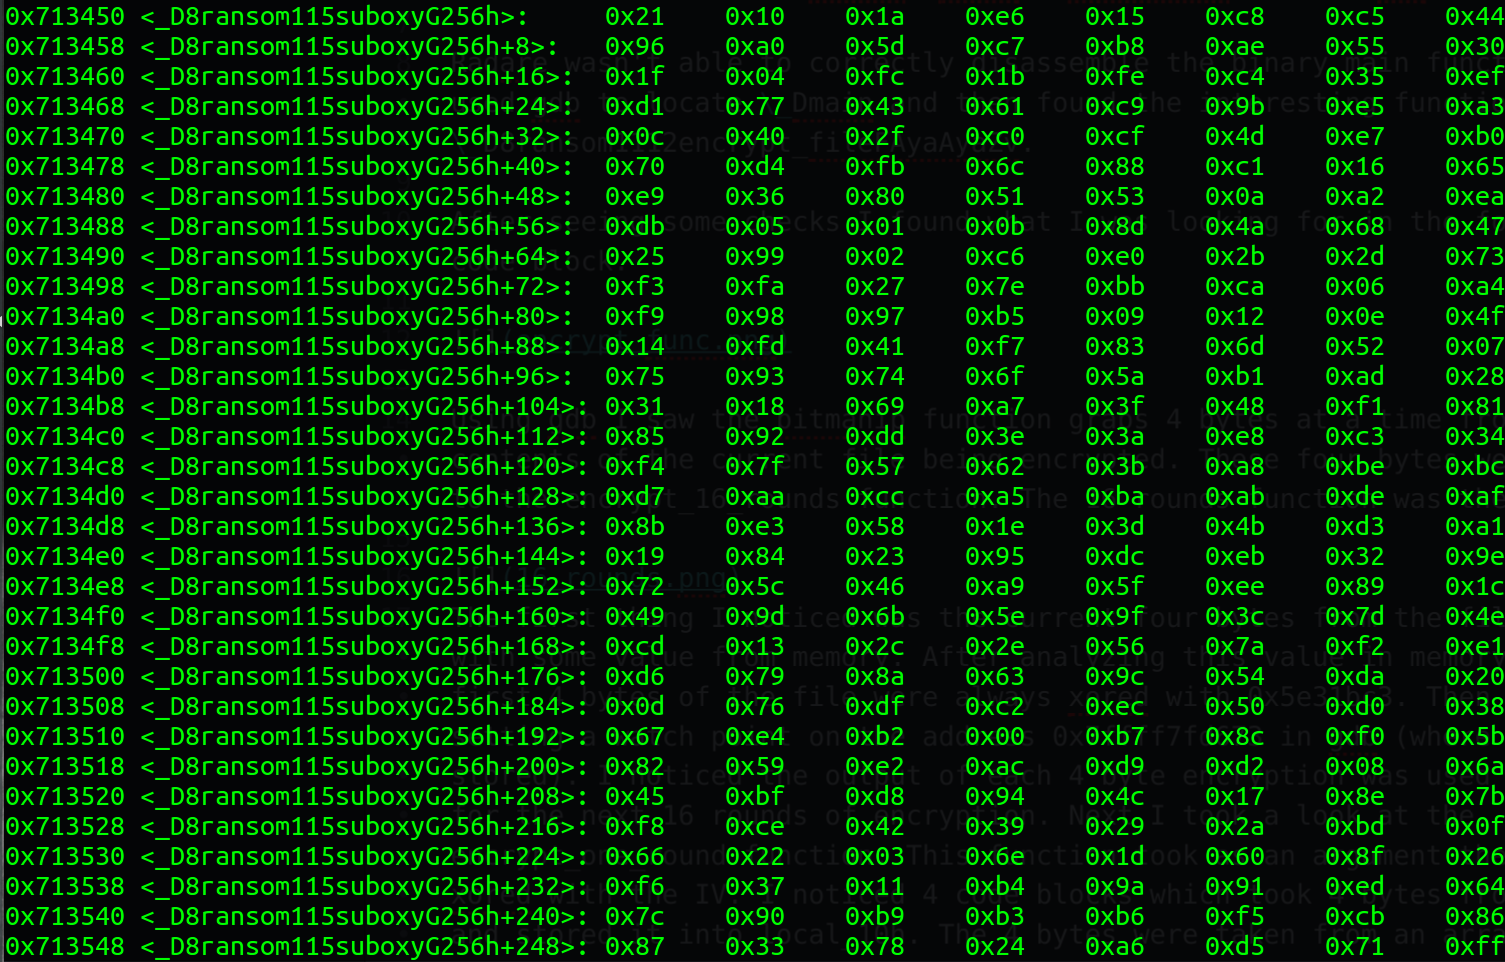 0x713450 <_D8ransom115suboxyG256h>: 0x21 0x10 0x1a 0xe6 0x15 0xc8 0xc5 0x44
0x713458 <_D8ransom115suboxyG256h+8>: 0x96 0xa0 0x5d 0xc7 0xb8 0xae 0x55 0x30
0x713460 <_D8ransom115suboxyG256h+16>: 0x1f 0x04 0xfc 0x1b 0xfe 0xc4 0x35 0xef
0x713468 <_D8ransom115suboxyG256h+24>: 0xd1 0x77 0x43 0x61 0xc9 0x9b 0xe5 0xa3
0x713470 <_D8ransom115suboxyG256h+32>: 0x0c 0x40 0x2f 0xc0 0xcf 0x4d 0xe7 0xb0
0x713478 <_D8ransom115suboxyG256h+40>: 0x70 0xd4 0xfb 0x6c 0x88 0xc1 0x16 0x65
0x713480 <_D8ransom115suboxyG256h+48>: 0xe9 0x36 0x80 0x51 0x53 0x0a 0xa2 0xea
0x713488 <_D8ransom115suboxyG256h+56>: 0xdb 0x05 0x01 0x0b 0x8d 0x4a 0x68 0x47
0x713490 <_D8ransom115suboxyG256h+64>: 0x25 0x99 0x02 0xc6 0xe0 0x2b 0x2d 0x73
0x713498 <_D8ransom115suboxyG256h+72>: 0xf3 0xfa 0x27 0x7e 0xbb 0xca 0x06 0xa4
0x7134a0 <_D8ransom115suboxyG256h+80>: 0xf9 0x98 0x97 0xb5 0x09 0x12 0x0e 0x4f
0x7134a8 <_D8ransom115suboxyG256h+88>: 0x14 0xfd 0x41 0xf7 0x83 0x6d 0x52 0x07
0x7134b0 <_D8ransom115suboxyG256h+96>: 0x75 0x93 0x74 0x6f 0x5a 0xb1 0xad 0x28
0x7134b8 <_D8ransom115suboxyG256h+104>: 0x31 0x18 0x69 0xa7 0x3f 0x48 0xf1 0x81
0x7134c0 <_D8ransom115suboxyG256h+112>: 0x85 0x92 0xdd 0x3e 0x3a 0xe8 0xc3 0x34
0x7134c8 <_D8ransom115suboxyG256h+120>: 0xf4 0x7f 0x57 0x62 0x3b 0xa8 0xbe 0xbc
0x7134d0 <_D8ransom115suboxyG256h+128>: 0xd7 0xaa 0xcc 0xa5 0xba 0xab 0xde 0xaf
0x7134d8 <_D8ransom115suboxyG256h+136>: 0x8b 0xe3 0x58 0x1e 0x3d 0x4b 0xd3 0xa1
0x7134e0 <_D8ransom115suboxyG256h+144>: 0x19 0x84 0x23 0x95 0xdc 0xeb 0x32 0x9e
0x7134e8 <_D8ransom115suboxyG256h+152>: 0x72 0x5c 0x46 0xa9 0x5f 0xee 0x89 0x1c
0x7134f0 <_D8ransom115suboxyG256h+160>: 0x49 0x9d 0x6b 0x5e 0x9f 0x3c 0x7d 0x4e
0x7134f8 <_D8ransom115suboxyG256h+168>: 0xcd 0x13 0x2c 0x2e 0x56 0x7a 0xf2 0xe1
0x713500 <_D8ransom115suboxyG256h+176>: 0xd6 0x79 0x8a 0x63 0x9c 0x54 0xda 0x20
0x713508 <_D8ransom115suboxyG256h+184>: 0x0d 0x76 0xdf 0xc2 0xec 0x50 0xd0 0x38
0x713510 <_D8ransom115suboxyG256h+192>: 0x67 0xe4 0xb2 0x00 0xb7 0x8c 0xf0 0x5b
0x713518 <_D8ransom115suboxyG256h+200>: 0x82 0x59 0xe2 0xac 0xd9 0xd2 0x08 0x6a
0x713520 <_D8ransom115suboxyG256h+208>: 0x45 0xbf 0xd8 0x94 0x4c 0x17 0x8e 0x7b
0x713528 <_D8ransom115suboxyG256h+216>: 0xf8 0xce 0x42 0x39 0x29 0x2a 0xbd 0x0f
0x713530 <_D8ransom115suboxyG256h+224>: 0x66 0x22 0x03 0x6e 0x1d 0x60 0x8f 0x26
0x713538 <_D8ransom115suboxyG256h+232>: 0xf6 0x37 0x11 0xb4 0x9a 0x91 0xed 0x64
0x713540 <_D8ransom115suboxyG256h+240>: 0x7c 0x90 0xb9 0xb3 0xb6 0xf5 0xcb 0x86
0x713548 <_D8ransom115suboxyG256h+248>: 0x87 0x33 0x78 0x24 0xa6 0xd5 0x71 0xff